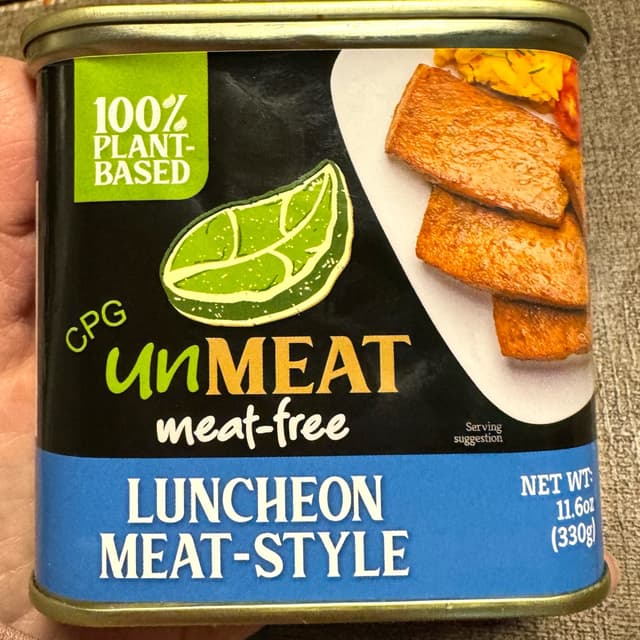 100%
PLANT-
BASED
CPG
unMEAT
meat-free
Serving
suggestion
LUNCHEON
MEAT-STYLE
NET WT:
11.6oz
(330g)